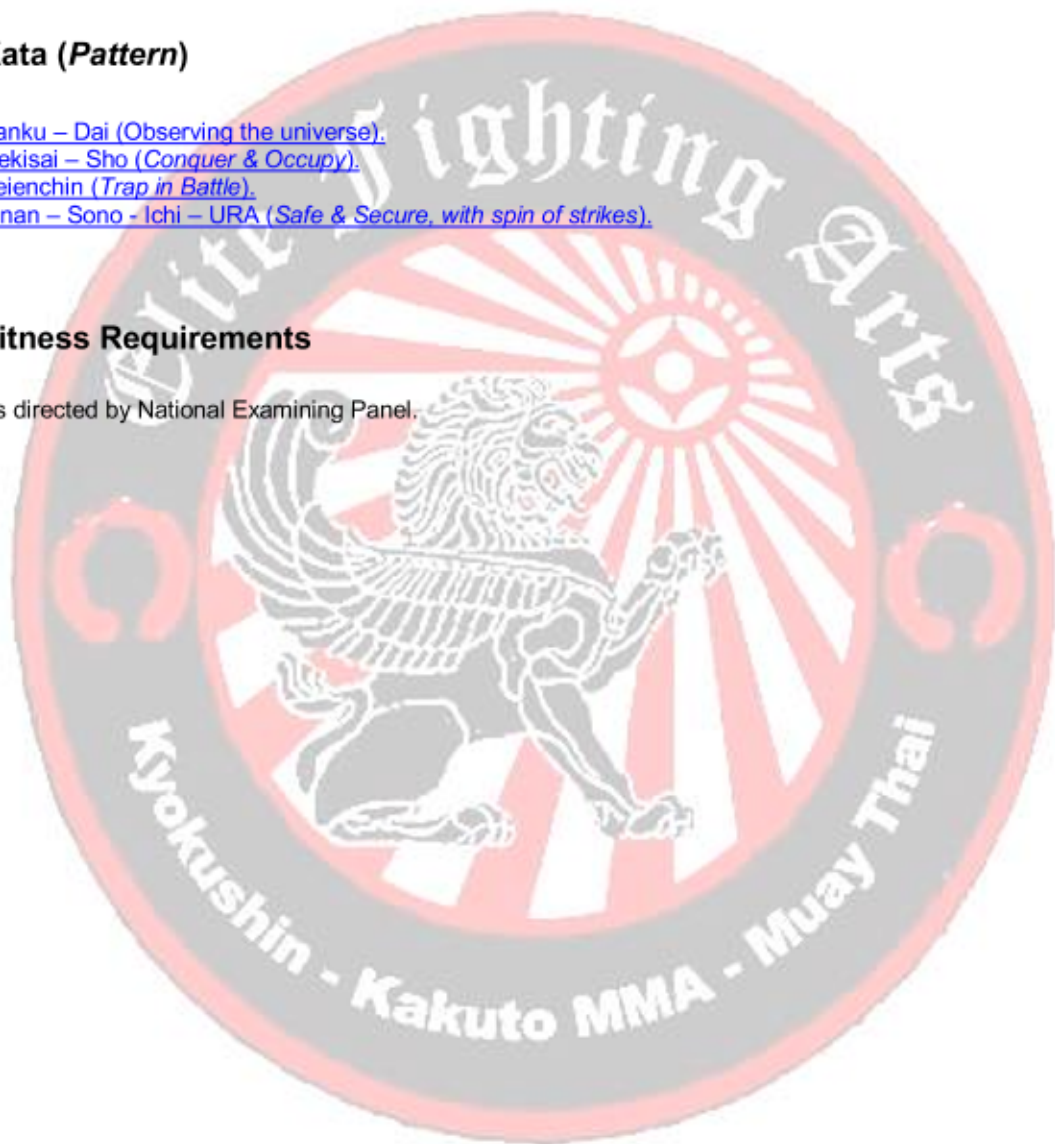 ata (Pattern)
anku – Dai (Observing the universe).
ekisai – Sho (Conquer & Occupy).
eienchin (Trap in Battle).
nan – Sono - Ichi – URA (Safe & Secure, with spin of strikes).
itness Requirements
s directed by National Examining Panel.
Elite Fighting Arts
Kyokushin - Kakuto MMA - Muay Thai